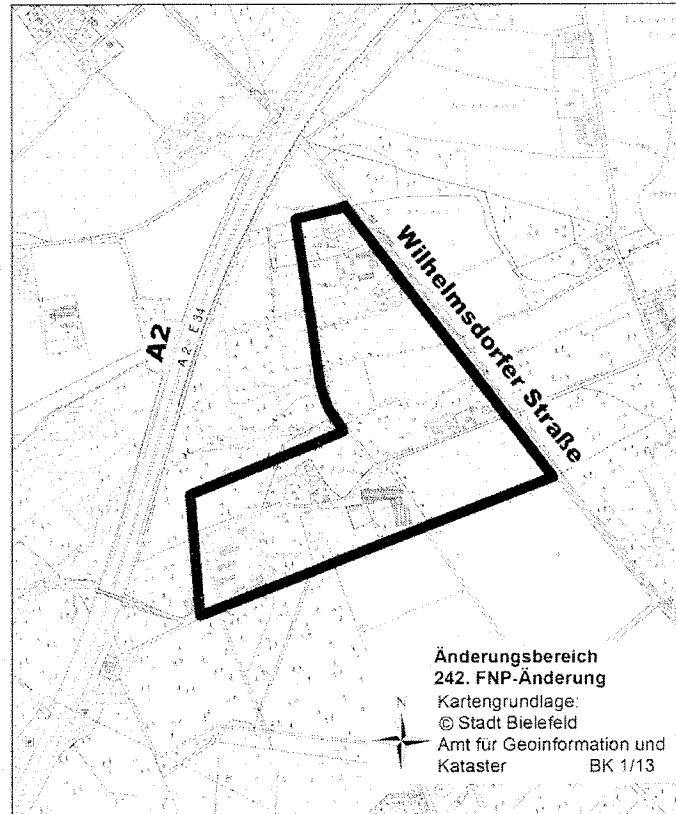 Wilhelmsdorfer Straße
A2
A 2 E 34
Änderungsbereich
242. FNP-Änderung
N
Kartengrundlage:
© Stadt Bielefeld
Amt für Geoinformation und
Kataster BK 1/13